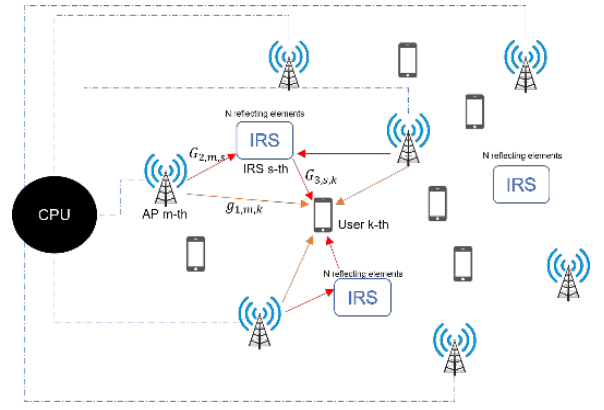 N reflecting elements
IRS
IRS s-th
G₂,ₘ,ₛ
G₃,ₛ,ₖ
N reflecting elements
IRS
CPU
AP m-th
g₁,ₘ,ₖ
User k-th
N reflecting elements
IRS